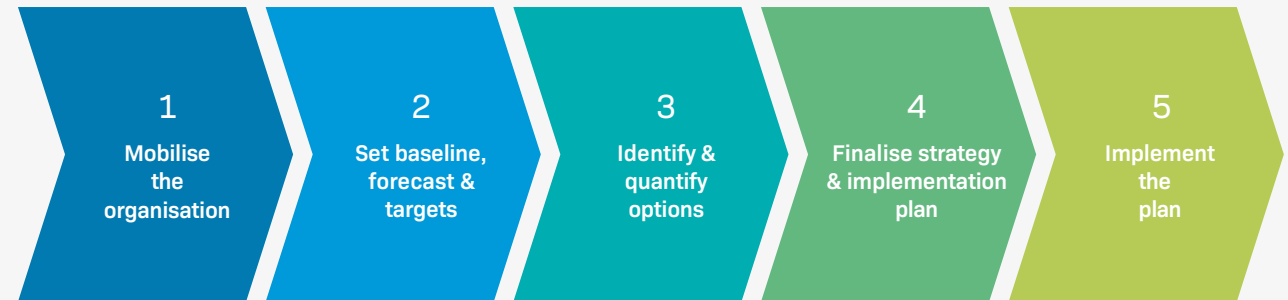 1
Mobilise
the
organisation
2
Set baseline,
forecast &
targets
3
Identify &
quantify
options
4
Finalise strategy
& implementation
plan
5
Implement
the
plan